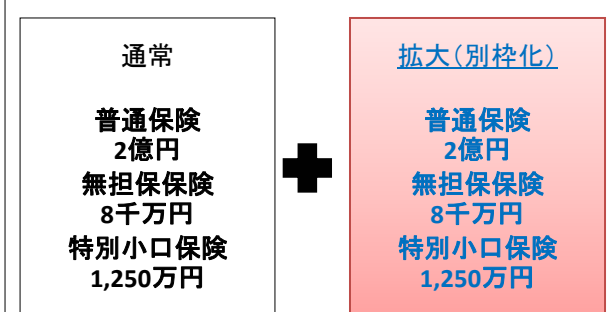 通常
普通保険
2億円
無担保保険
8千万円
特別小口保険
1,250万円
拡大（別枠化）
普通保険
2億円
無担保保険
8千万円
特別小口保険
1,250万円